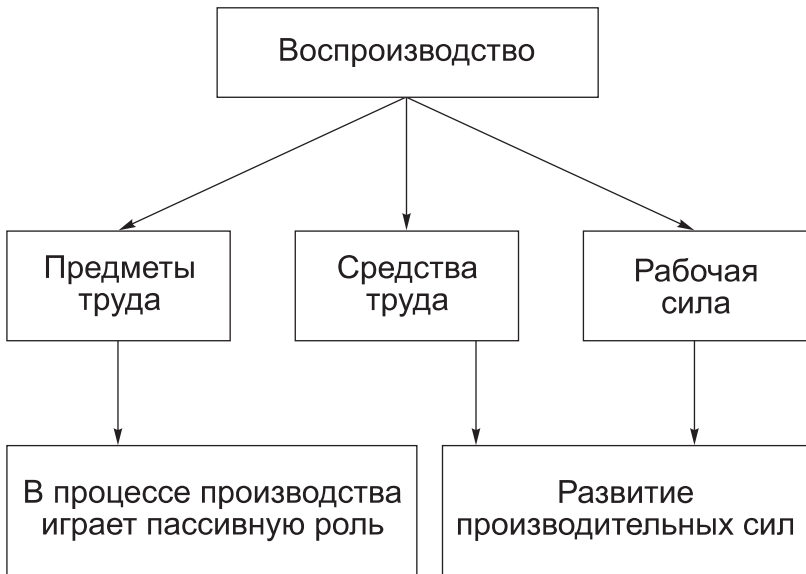 Воспроизводство
Предметы
труда
Средства
труда
Рабочая
сила
В процессе производства
играет пассивную роль
Развитие
производительных сил